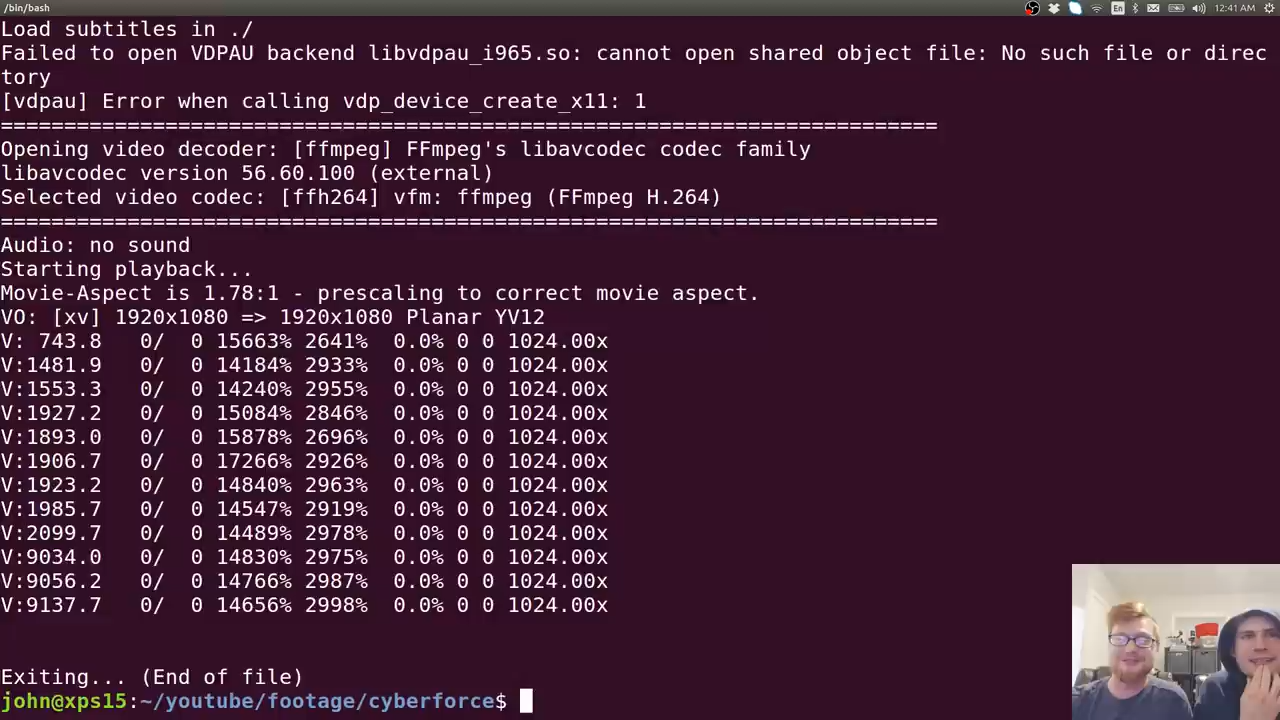 /bin/bash
En
12:41 AM
Load subtitles in ./
Failed to open VDPAU backend libvdpau_i965.so: cannot open shared object file: No such file or direc
tory
[vdpau] Error when calling vdp_device_create_x11: 1
==========================================================================
Opening video decoder: [ffmpeg] FFmpeg's libavcodec codec family
libavcodec version 56.60.100 (external)
Selected video codec: [ffh264] vfm: ffmpeg (FFmpeg H.264)
==========================================================================
Audio: no sound
Starting playback...
Movie-Aspect is 1.78:1 - prescaling to correct movie aspect.
VO: [xv] 1920x1080 => 1920x1080 Planar YV12
V: 743.8   0/  0 15663% 2641%  0.0% 0 0 1024.00x
V:1481.9   0/  0 14184% 2933%  0.0% 0 0 1024.00x
V:1553.3   0/  0 14240% 2955%  0.0% 0 0 1024.00x
V:1927.2   0/  0 15084% 2846%  0.0% 0 0 1024.00x
V:1893.0   0/  0 15878% 2696%  0.0% 0 0 1024.00x
V:1906.7   0/  0 17266% 2926%  0.0% 0 0 1024.00x
V:1923.2   0/  0 14840% 2963%  0.0% 0 0 1024.00x
V:1985.7   0/  0 14547% 2919%  0.0% 0 0 1024.00x
V:2099.7   0/  0 14489% 2978%  0.0% 0 0 1024.00x
V:9034.0   0/  0 14830% 2975%  0.0% 0 0 1024.00x
V:9056.2   0/  0 14766% 2987%  0.0% 0 0 1024.00x
V:9137.7   0/  0 14656% 2998%  0.0% 0 0 1024.00x
Exiting... (End of file)
john@xps15:~/youtube/footage/cyberforce$